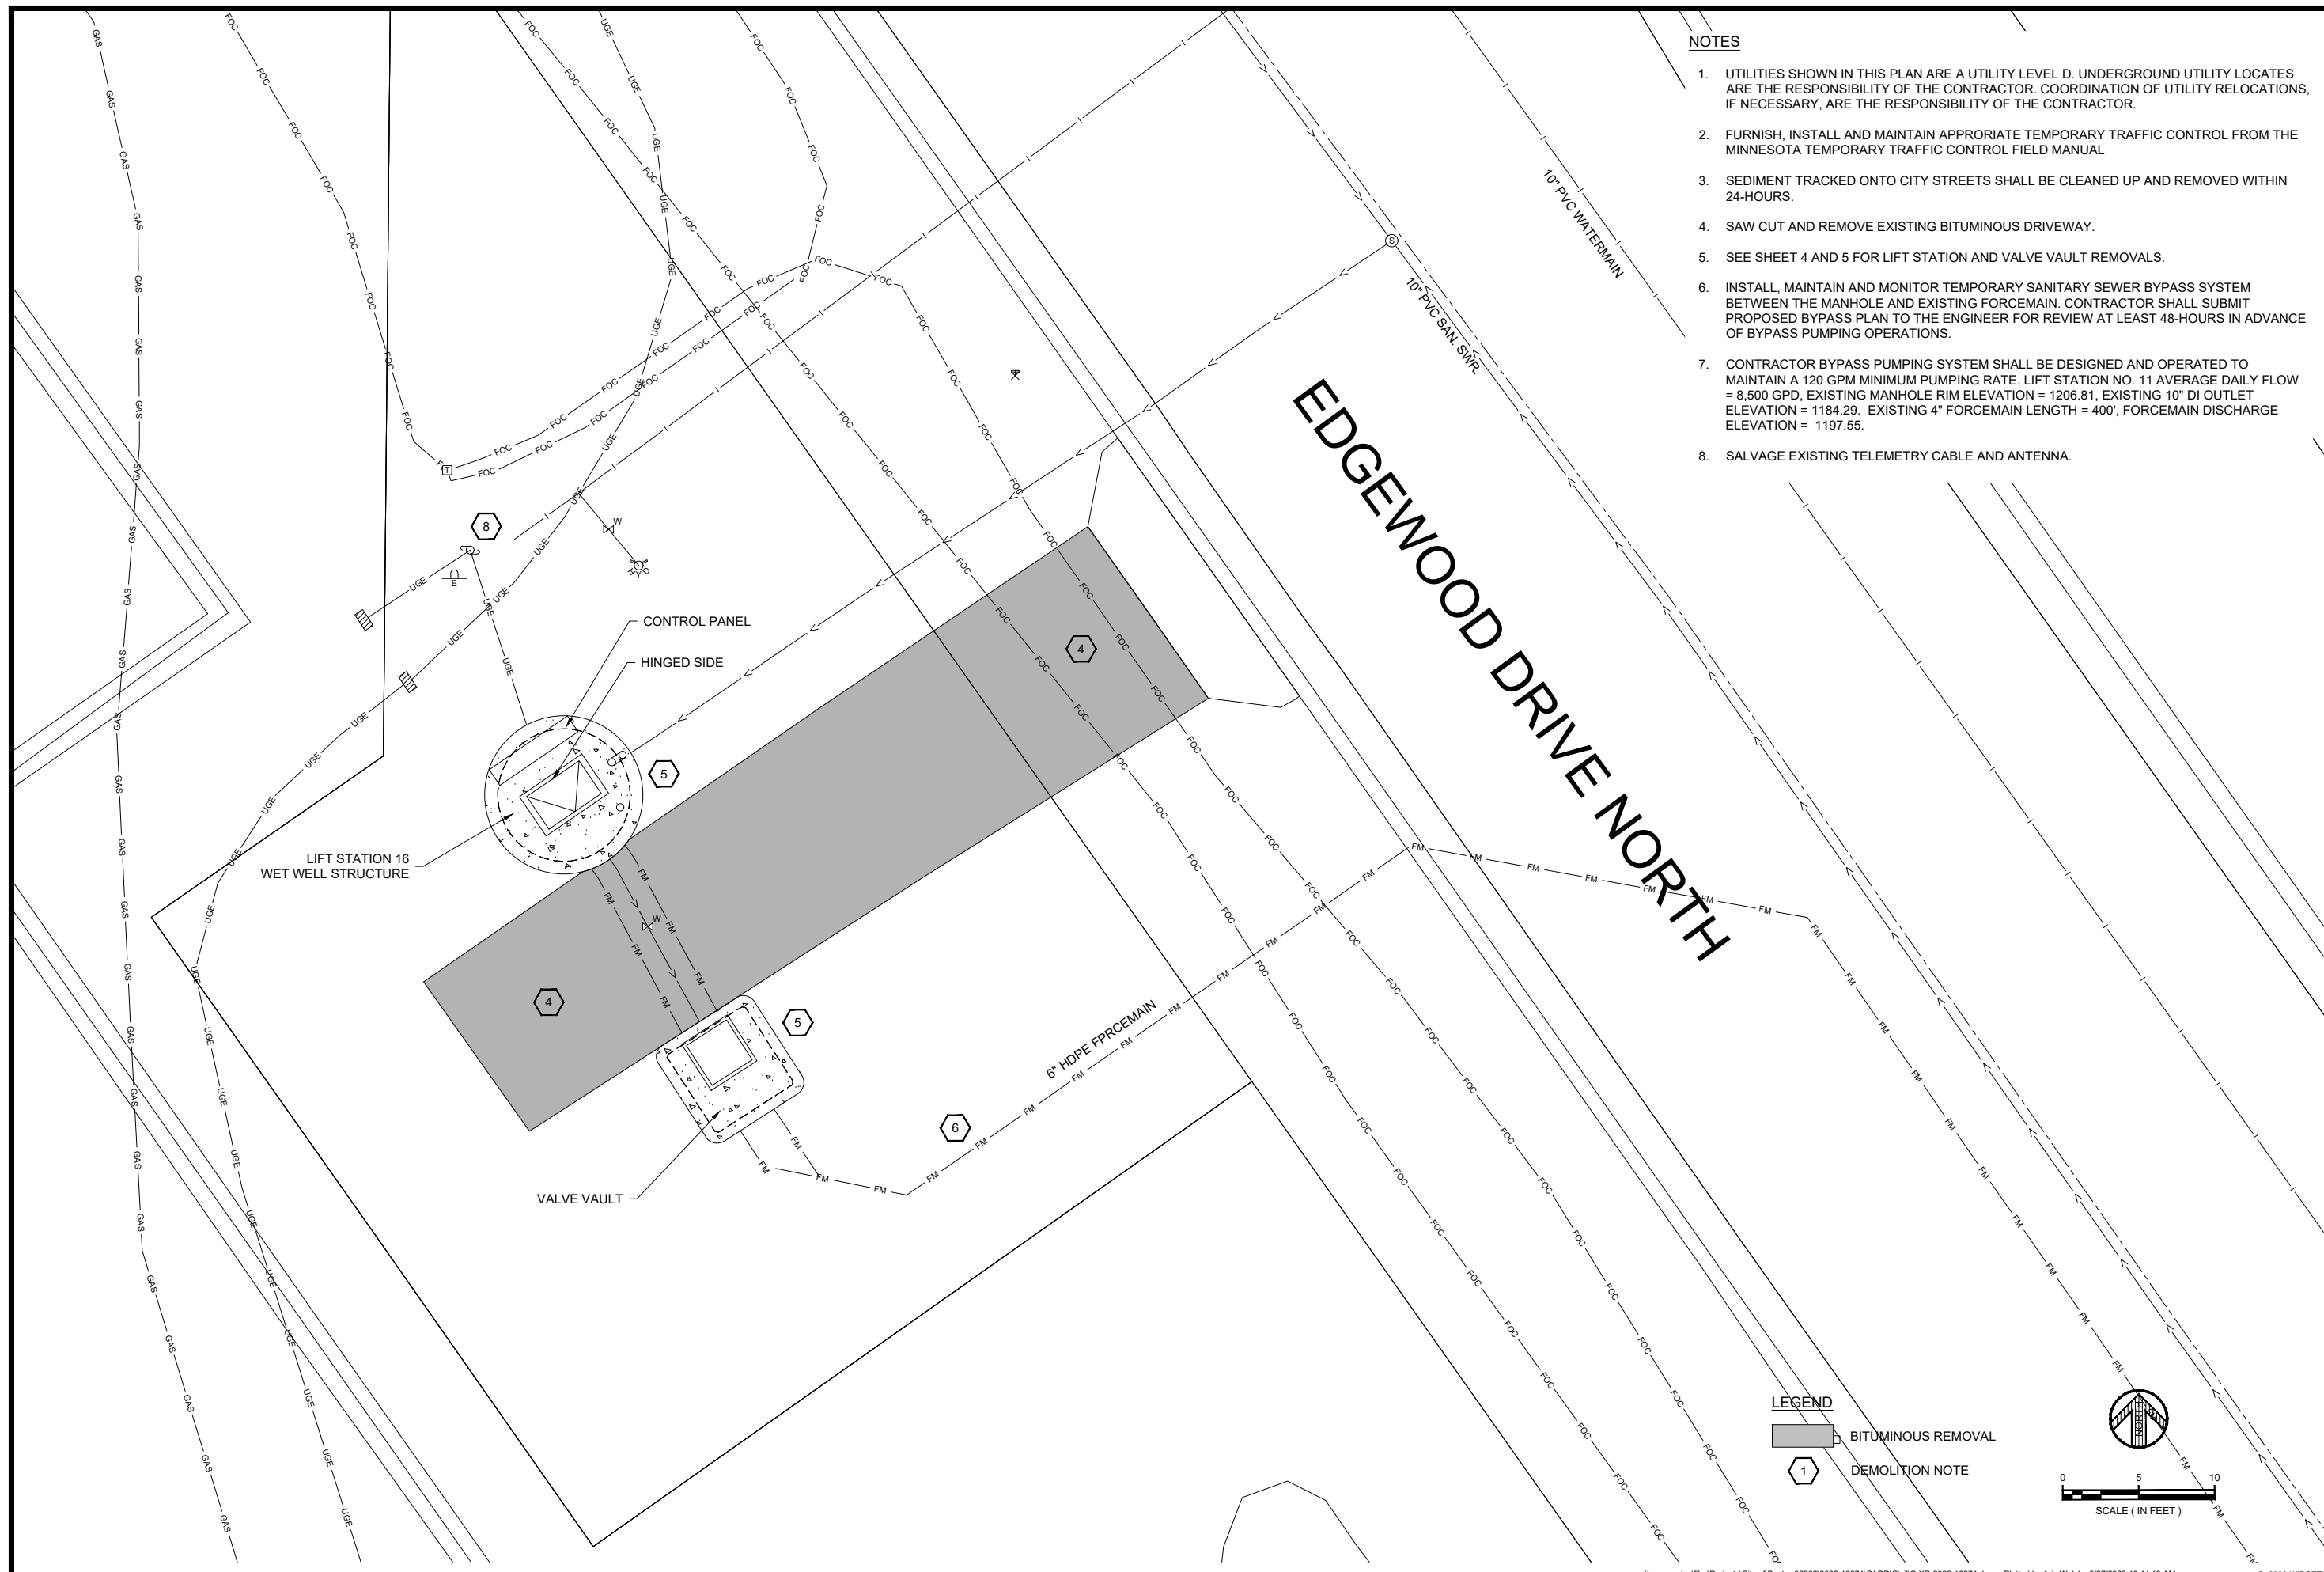 NOTES
1. UTILITIES SHOWN IN THIS PLAN ARE A UTILITY LEVEL D. UNDERGROUND UTILITY LOCATES
ARE THE RESPONSIBILITY OF THE CONTRACTOR. COORDINATION OF UTILITY RELOCATIONS,
IF NECESSARY, ARE THE RESPONSIBILITY OF THE CONTRACTOR.
2. FURNISH, INSTALL AND MAINTAIN APPRORIATE TEMPORARY TRAFFIC CONTROL FROM THE
MINNESOTA TEMPORARY TRAFFIC CONTROL FIELD MANUAL
3. SEDIMENT TRACKED ONTO CITY STREETS SHALL BE CLEANED UP AND REMOVED WITHIN
24-HOURS.
4. SAW CUT AND REMOVE EXISTING BITUMINOUS DRIVEWAY.
5. SEE SHEET 4 AND 5 FOR LIFT STATION AND VALVE VAULT REMOVALS.
6. INSTALL, MAINTAIN AND MONITOR TEMPORARY SANITARY SEWER BYPASS SYSTEM
BETWEEN THE MANHOLE AND EXISTING FORCEMAIN. CONTRACTOR SHALL SUBMIT
PROPOSED BYPASS PLAN TO THE ENGINEER FOR REVIEW AT LEAST 48-HOURS IN ADVANCE
OF BYPASS PUMPING OPERATIONS.
7. CONTRACTOR BYPASS PUMPING SYSTEM SHALL BE DESIGNED AND OPERATED TO
MAINTAIN A 120 GPM MINIMUM PUMPING RATE. LIFT STATION NO. 11 AVERAGE DAILY FLOW
= 8,500 GPD, EXISTING MANHOLE RIM ELEVATION = 1206.81, EXISTING 10" DI OUTLET
ELEVATION = 1184.29. EXISTING 4" FORCEMAIN LENGTH = 400', FORCEMAIN DISCHARGE
ELEVATION = 1197.55.
8. SALVAGE EXISTING TELEMETRY CABLE AND ANTENNA.
10" PVC WATERMAIN
10" PVC SAN. SWR.
EDGEWOOD DRIVE NORTH
S
T
8
W
HYD
E
CONTROL PANEL
HINGED SIDE
4
5
LIFT STATION 16
WET WELL STRUCTURE
W
4
5
6" HDPE FPRCEMAIN
6
VALVE VAULT
GAS
FOC
UGE
FM
LEGEND
BITUMINOUS REMOVAL
1 DEMOLITION NOTE
NORTH
0 5 10
SCALE ( IN FEET )